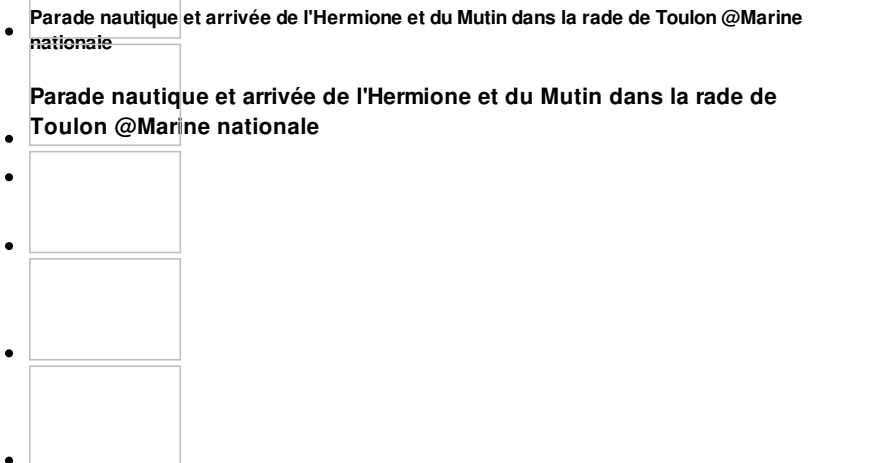 Parade nautique et arrivée de l'Hermione et du Mutin dans la rade de Toulon @Marine
nationale
Parade nautique et arrivée de l'Hermione et du Mutin dans la rade de
Toulon @Marine nationale